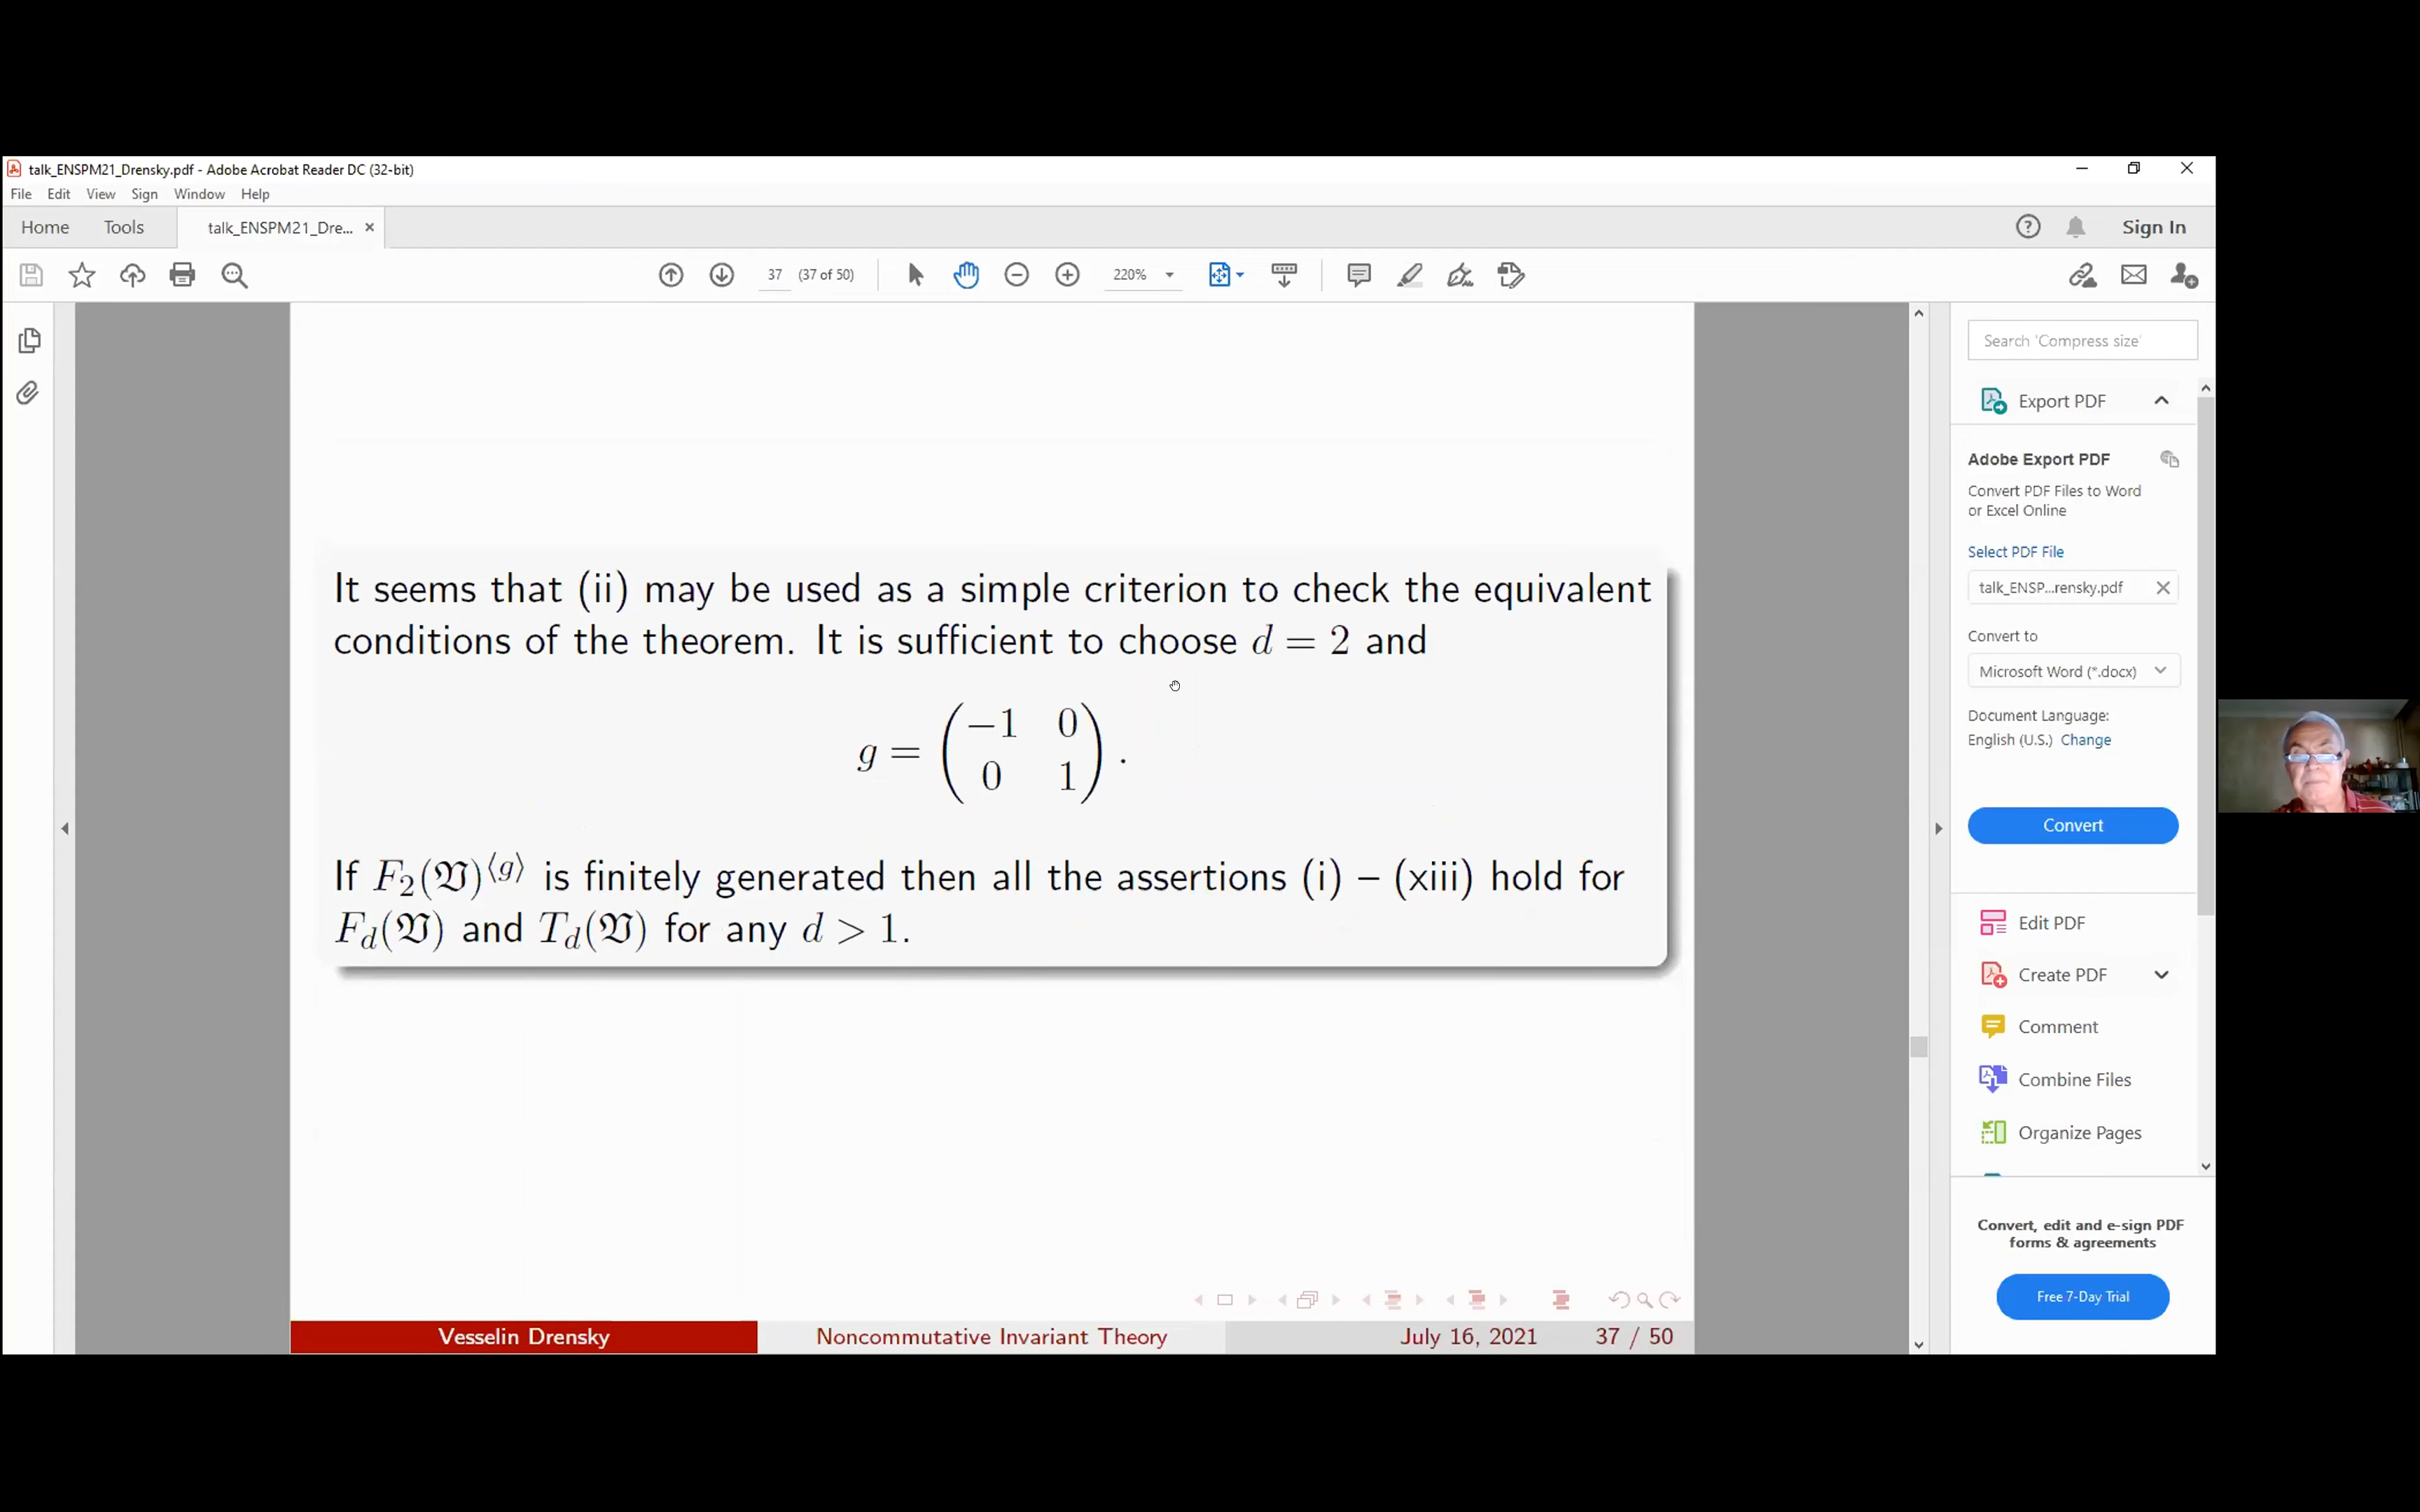 talk_ENSPM21_Drensky.pdf - Adobe Acrobat Reader DC (32-bit)
File Edit View Sign Window Help
Home Tools talk_ENSPM21_Dre... × Sign In
37 (37 of 50) 220%
Search 'Compress size'
Export PDF
Adobe Export PDF
Convert PDF Files to Word
or Excel Online
Select PDF File
talk_ENSP...rensky.pdf
Convert to
Microsoft Word (*.docx)
Document Language:
English (U.S.) Change
Convert
Edit PDF
Create PDF
Comment
Combine Files
Organize Pages
Convert, edit and e-sign PDF
forms & agreements
Free 7-Day Trial
It seems that (ii) may be used as a simple criterion to check the equivalent
conditions of the theorem. It is sufficient to choose d = 2 and
g = (−1 0
0 1).
If F₂(𝔙)^⟨g⟩ is finitely generated then all the assertions (i) – (xiii) hold for
F_d(𝔙) and T_d(𝔙) for any d > 1.
Vesselin Drensky Noncommutative Invariant Theory July 16, 2021 37 / 50